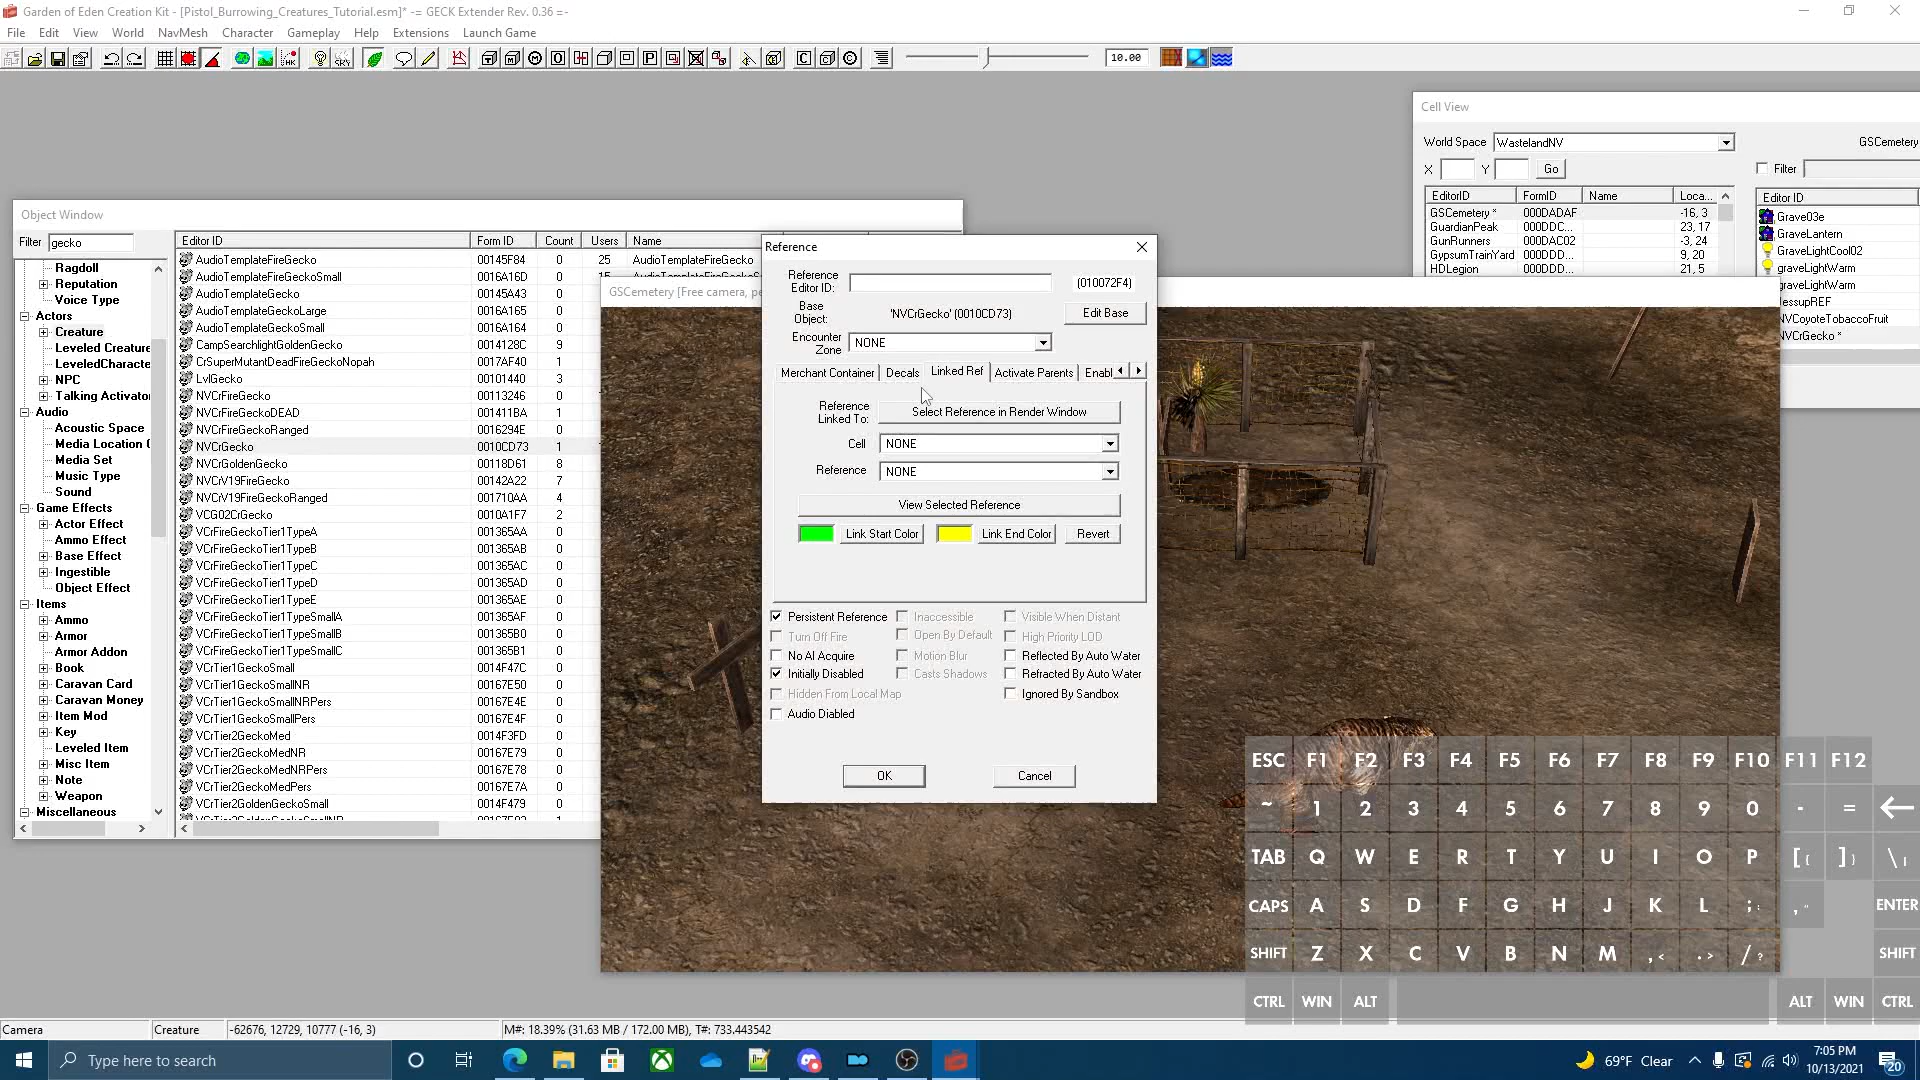 Garden of Eden Creation Kit - [Pistol_Burrowing_Creatures_Tutorial.esm]* -= GECK Extender Rev. 0.36 =-
File Edit View World NavMesh Character Gameplay Help Extensions Launch Game
10.00
Cell View
World Space WastelandNV GSCemetery
X Y Go Filter
EditorID FormID Name Loca... Editor ID
GSCemetery * 000DADAF -16, 3
GuardianPeak 000DDC... 23, 17
GunRunners 000DAC02 -3, 24
GypsumTrainYard 000DDD... 9, 20
HDLegion 000DDD... 21, 5
Grave03e
GraveLantern
GraveLightCool02
graveLightWarm
graveLightWarm
JessupREF
NVCoyoteTobaccoFruit
NVCrGecko *
Object Window
Filter gecko
Ragdoll
Reputation
Voice Type
Actors
Creature
Leveled Creature
LeveledCharacte
NPC
Talking Activator
Audio
Acoustic Space
Media Location
Media Set
Music Type
Sound
Game Effects
Actor Effect
Ammo Effect
Base Effect
Ingestible
Object Effect
Items
Ammo
Armor
Armor Addon
Book
Caravan Card
Caravan Money
Item Mod
Key
Leveled Item
Misc Item
Note
Weapon
Miscellaneous
Editor ID Form ID Count Users Name
AudioTemplateFireGecko 00145F84 0 25 AudioTemplateFireGecko
AudioTemplateFireGeckoSmall 0016A16D 0
AudioTemplateGecko 00145A43 0
AudioTemplateGeckoLarge 0016A165 0
AudioTemplateGeckoSmall 0016A164 0
CampSearchlightGoldenGecko 0014128C 9
CrSuperMutantDeadFireGeckoNopah 0017AF40 1
LvlGecko 00101440 3
NVCrFireGecko 00113246 0
NVCrFireGeckoDEAD 001411BA 1
NVCrFireGeckoRanged 0016294E 0
NVCrGecko 0010CD73 1
NVCrGoldenGecko 00118D61 8
NVCrV19FireGecko 00142A22 7
NVCrV19FireGeckoRanged 001710AA 4
VCG02CrGecko 0010A1F7 2
VCrFireGeckoTier1TypeA 001365AA 0
VCrFireGeckoTier1TypeB 001365AB 0
VCrFireGeckoTier1TypeC 001365AC 0
VCrFireGeckoTier1TypeD 001365AD 0
VCrFireGeckoTier1TypeE 001365AE 0
VCrFireGeckoTier1TypeSmallA 001365AF 0
VCrFireGeckoTier1TypeSmallB 001365B0 0
VCrFireGeckoTier1TypeSmallC 001365B1 0
VCrTier1GeckoSmall 0014F47C 0
VCrTier1GeckoSmallNR 00167E50 0
VCrTier1GeckoSmallNRPers 00167E4E 0
VCrTier1GeckoSmallPers 00167E4F 0
VCrTier2GeckoMed 0014F3FD 0
VCrTier2GeckoMedNR 00167E79 0
VCrTier2GeckoMedNRPers 00167E78 0
VCrTier2GeckoMedPers 00167E7A 0
VCrTier2GoldenGeckoSmall 0014F479 0
GSCemetery [Free camera, pe
Reference
Reference Editor ID: (010072F4)
Base Object: 'NVCrGecko' (0010CD73) Edit Base
Encounter Zone NONE
Merchant Container Decals Linked Ref Activate Parents Enabl
Reference Linked To: Select Reference in Render Window
Cell NONE
Reference NONE
View Selected Reference
Link Start Color Link End Color Revert
Persistent Reference Inaccessible Visible When Distant
Turn Off Fire Open By Default High Priority LOD
No AI Acquire Motion Blur Reflected By Auto Water
Initially Disabled Casts Shadows Refracted By Auto Water
Hidden From Local Map Ignored By Sandbox
Audio Diabled
OK Cancel
ESC F1 F2 F3 F4 F5 F6 F7 F8 F9 F10 F11 F12
~ 1 2 3 4 5 6 7 8 9 0 - =
TAB Q W E R T Y U I O P [ { ] } \ |
CAPS A S D F G H J K L ; : , " ENTER
SHIFT Z X C V B N M , < . > / ? SHIFT
CTRL WIN ALT ALT WIN CTRL
Camera Creature -62676, 12729, 10777 (-16, 3) M#: 18.39% (31.63 MB / 172.00 MB), T#: 733.443542
Type here to search
69°F Clear
7:05 PM
10/13/2021
20